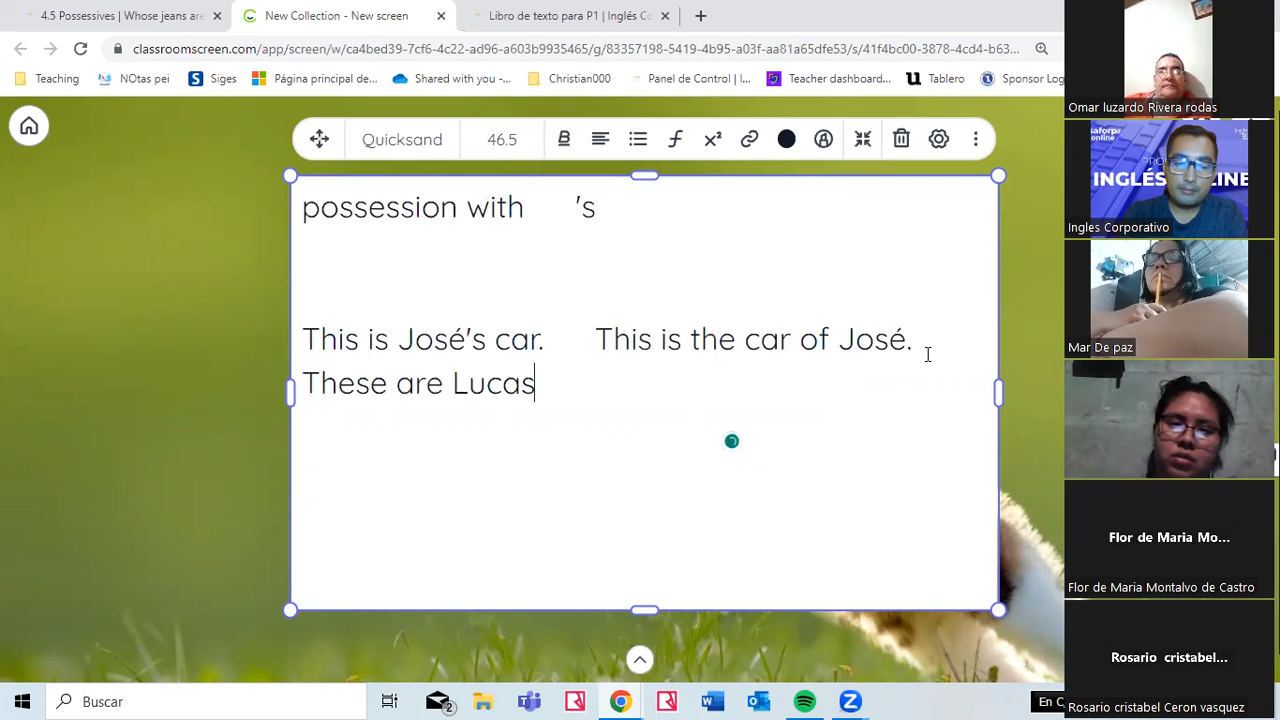 4.5 Possessives | Whose jeans are
New Collection - New screen
Libro de texto para P1 | Inglés Co
classroomscreen.com/app/screen/w/ca4bed39-7cf6-4c22-ad96-a603b9935465/g/83357198-5419-4b95-a03f-aa81a65dfe53/s/41f4bc00-3878-4cd4-b63...
Teaching
NOtas pei
Siges
Página principal de...
Shared with you -...
Christian000
Panel de Control | I...
Teacher dashboard...
Tablero
Sponsor Log
Quicksand 46.5
possession with 's
This is José's car. This is the car of José.
These are Lucas
Omar luzardo Rivera rodas
INGLÉS
Ingles Corporativo
Mar De paz
Flor de Maria Mo...
Flor de Maria Montalvo de Castro
Rosario cristabel...
Rosario cristabel Ceron vasquez
Buscar
2